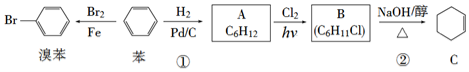 Br
Br₂
Fe
溴苯
苯
H₂
Pd/C
①
A
C₆H₁₂
Cl₂
hν
B
(C₆H₁₁Cl)
NaOH/醇
△
②
C